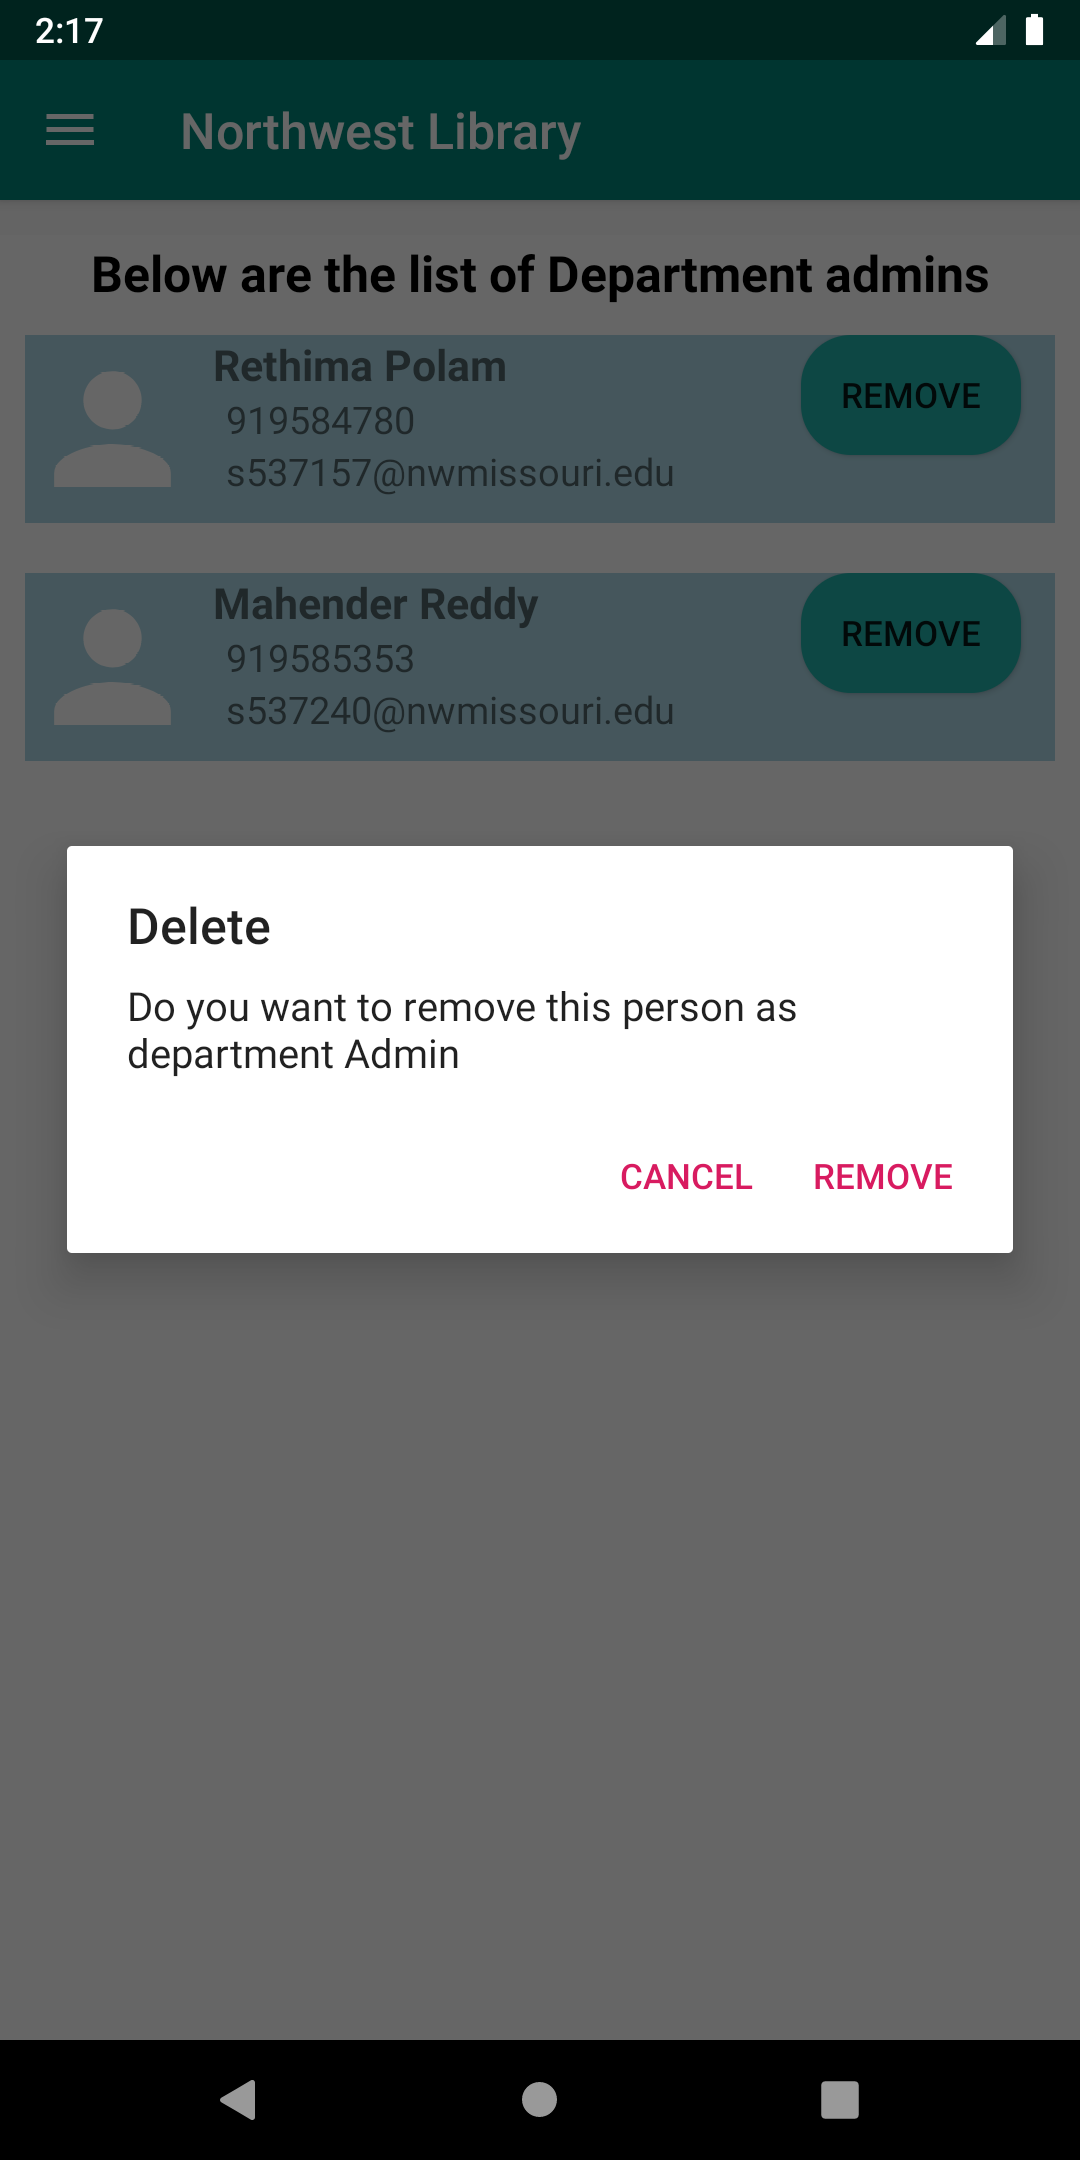 2:17
Northwest Library
Below are the list of Department admins
Rethima Polam
REMOVE
919584780
s537157@nwmissouri.edu
Mahender Reddy
REMOVE
919585353
s537240@nwmissouri.edu
Delete
Do you want to remove this person as
department Admin
CANCEL REMOVE